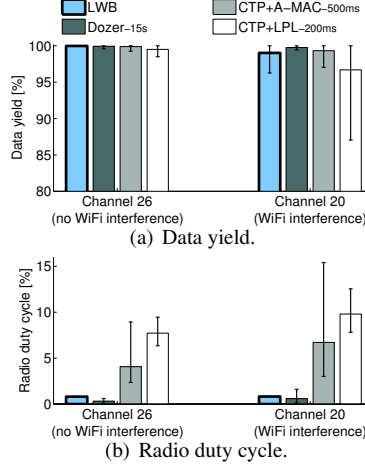 LWB
CTP+A-MAC-500ms
Dozer-15s
CTP+LPL-200ms
Data yield [%]
100
95
90
85
80
Channel 26
(no WiFi interference)
Channel 20
(WiFi interference)
(a) Data yield.
Radio duty cycle [%]
15
10
5
0
Channel 26
(no WiFi interference)
Channel 20
(WiFi interference)
(b) Radio duty cycle.